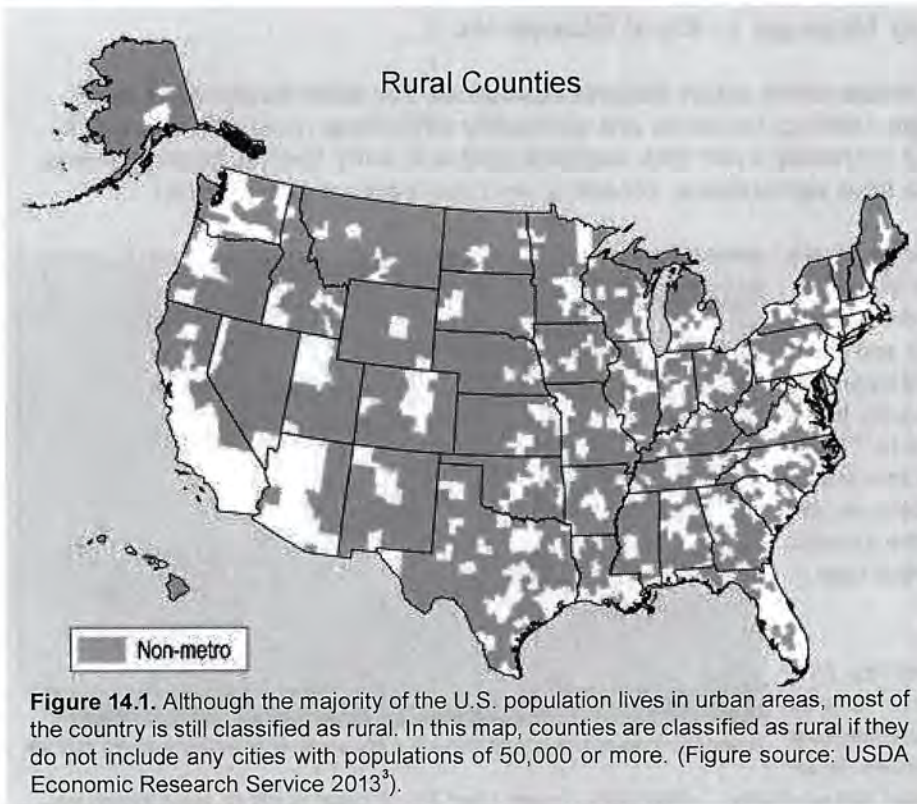 Rural Counties
Non-metro
Figure 14.1. Although the majority of the U.S. population lives in urban areas, most of
the country is still classified as rural. In this map, counties are classified as rural if they
do not include any cities with populations of 50,000 or more. (Figure source: USDA
Economic Research Service 2013³).